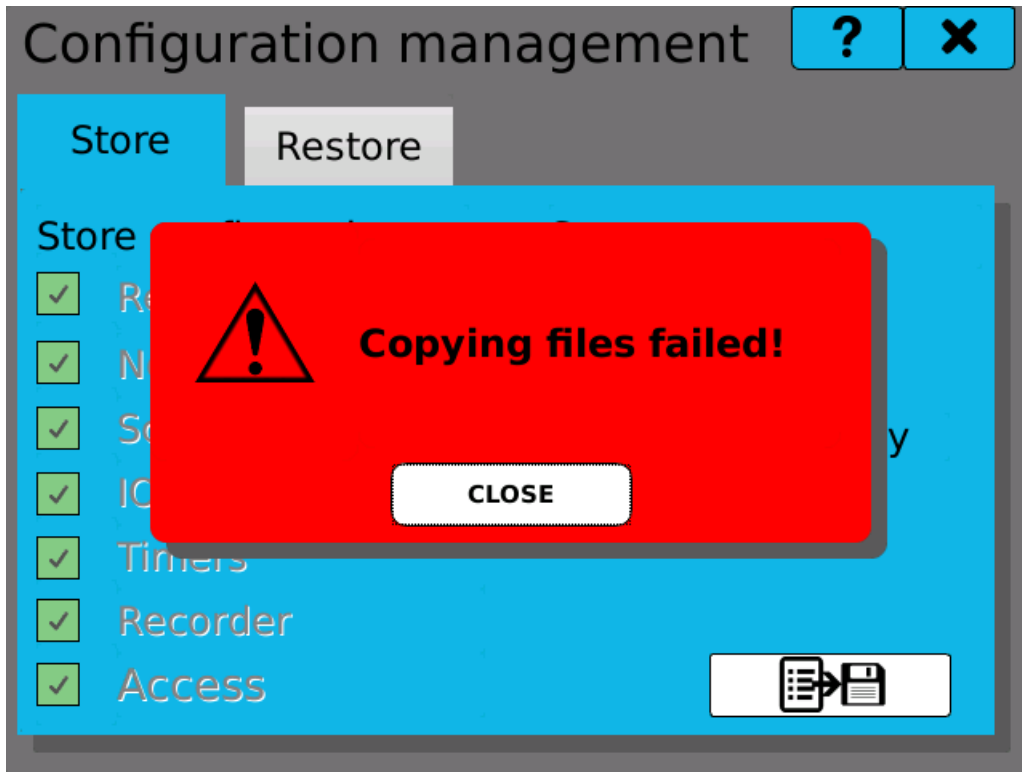 Configuration management
?
Store
Restore
Store
Copying files failed!
CLOSE
Timers
Recorder
Access